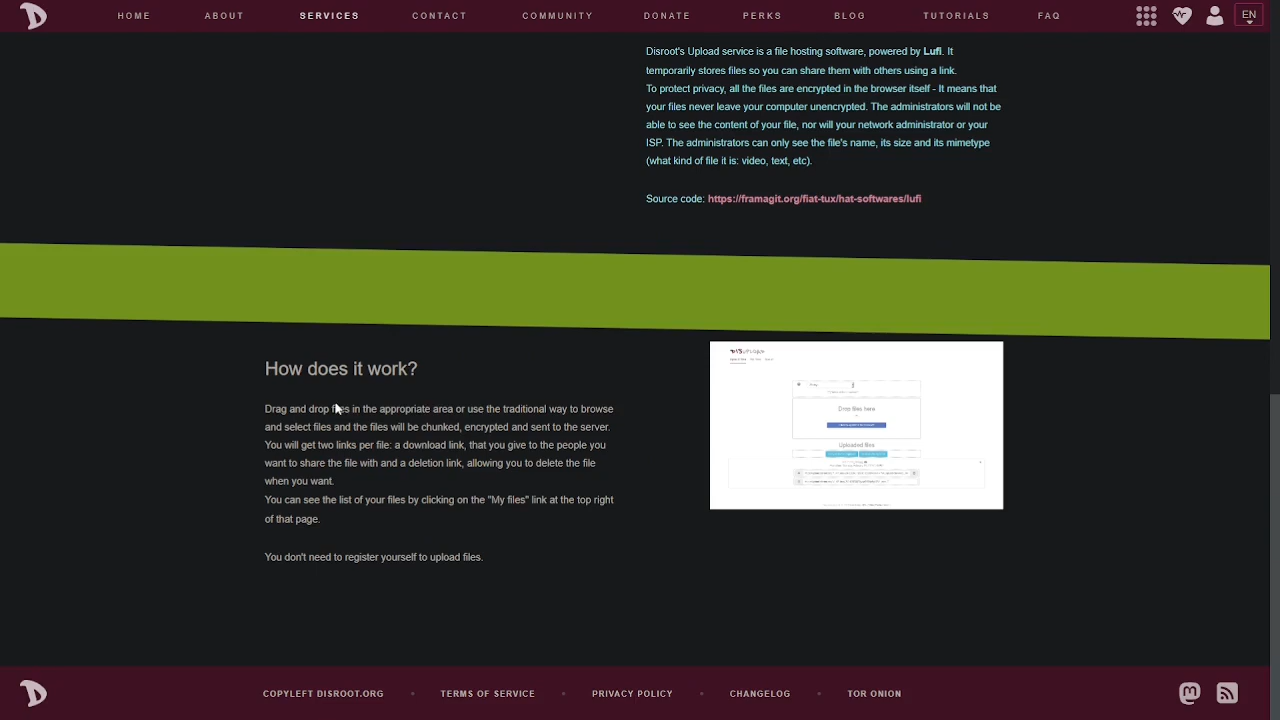 HOME ABOUT SERVICES CONTACT COMMUNITY DONATE PERKS BLOG TUTORIALS FAQ EN
Disroot's Upload service is a file hosting software, powered by Lufi. It
temporarily stores files so you can share them with others using a link.
To protect privacy, all the files are encrypted in the browser itself - It means that
your files never leave your computer unencrypted. The administrators will not be
able to see the content of your file, nor will your network administrator or your
ISP. The administrators can only see the file's name, its size and its mimetype
(what kind of file it is: video, text, etc).
Source code: https://framagit.org/fiat-tux/hat-softwares/lufi
How does it work?
Drag and drop files in the appropriate area or use the traditional way to browse
and select files and the files will be chunked, encrypted and sent to the server.
You will get two links per file: a download link, that you give to the people you
want to share the file with and a deletion link, allowing you to delete the file
when you want.
You can see the list of your files by clicking on the "My files" link at the top right
of that page.
You don't need to register yourself to upload files.
Drop files here
Uploaded files
COPYLEFT DISROOT.ORG TERMS OF SERVICE PRIVACY POLICY CHANGELOG TOR ONION